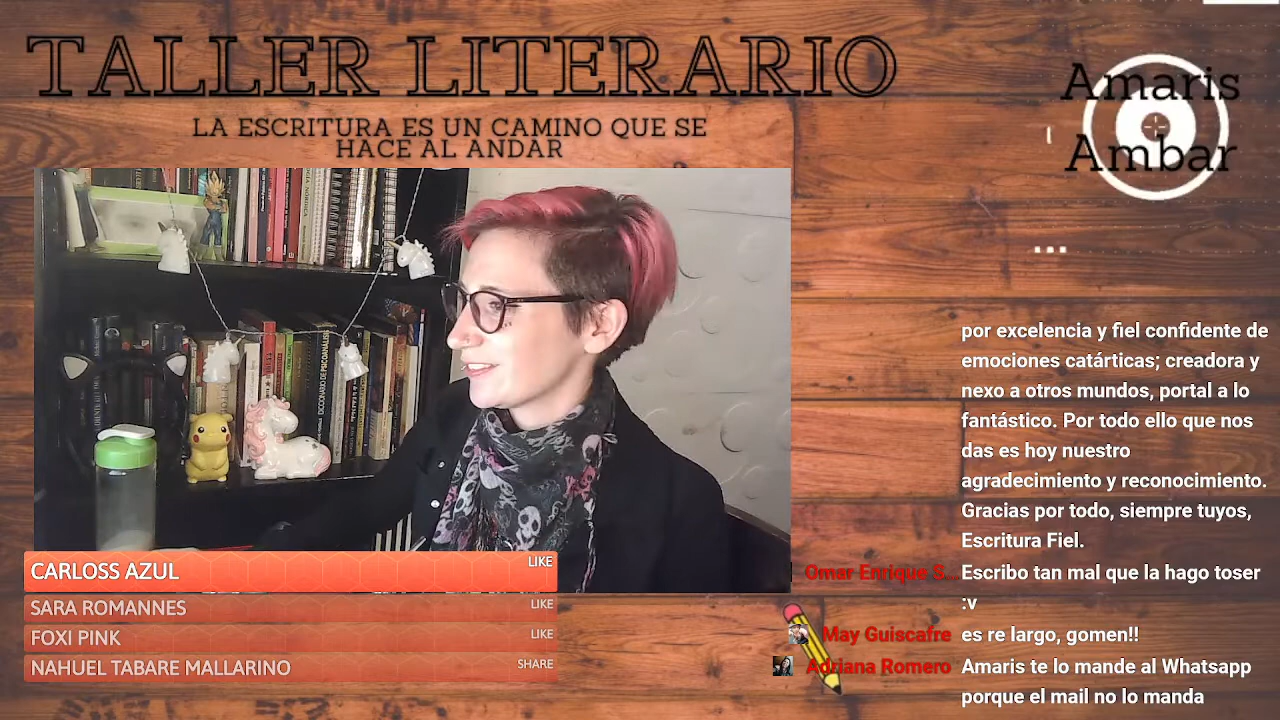 TALLER LITERARIO
LA ESCRITURA ES UN CAMINO QUE SE
HACE AL ANDAR
Amaris
Ambar
DICCIONARIO DE PSICOANÁLISIS
por excelencia y fiel confidente de
emociones catárticas; creadora y
nexo a otros mundos, portal a lo
fantástico. Por todo ello que nos
das es hoy nuestro
agradecimiento y reconocimiento.
Gracias por todo, siempre tuyos,
Escritura Fiel.
Omar Enrique S... Escribo tan mal que la hago toser
:v
May Guiscafre es re largo, gomen!!
Adriana Romero Amaris te lo mande al Whatsapp
porque el mail no lo manda
CARLOSS AZUL LIKE
SARA ROMANNES LIKE
FOXI PINK LIKE
NAHUEL TABARE MALLARINO SHARE